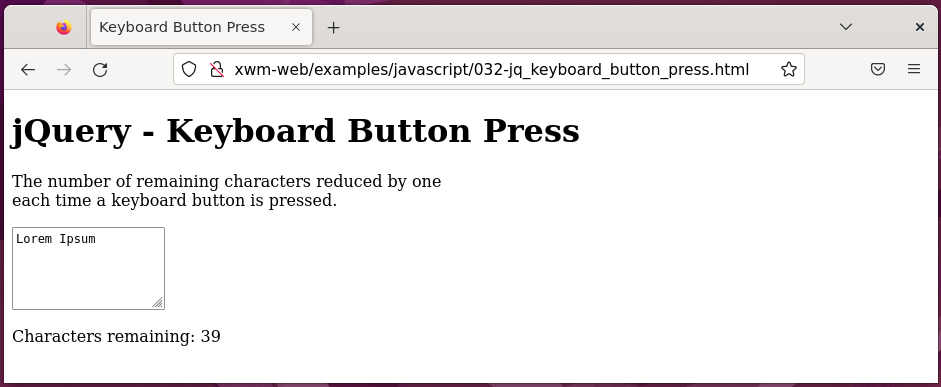 Keyboard Button Press
xwm-web/examples/javascript/032-jq_keyboard_button_press.html
jQuery - Keyboard Button Press
The number of remaining characters reduced by one
each time a keyboard button is pressed.
Lorem Ipsum
Characters remaining: 39